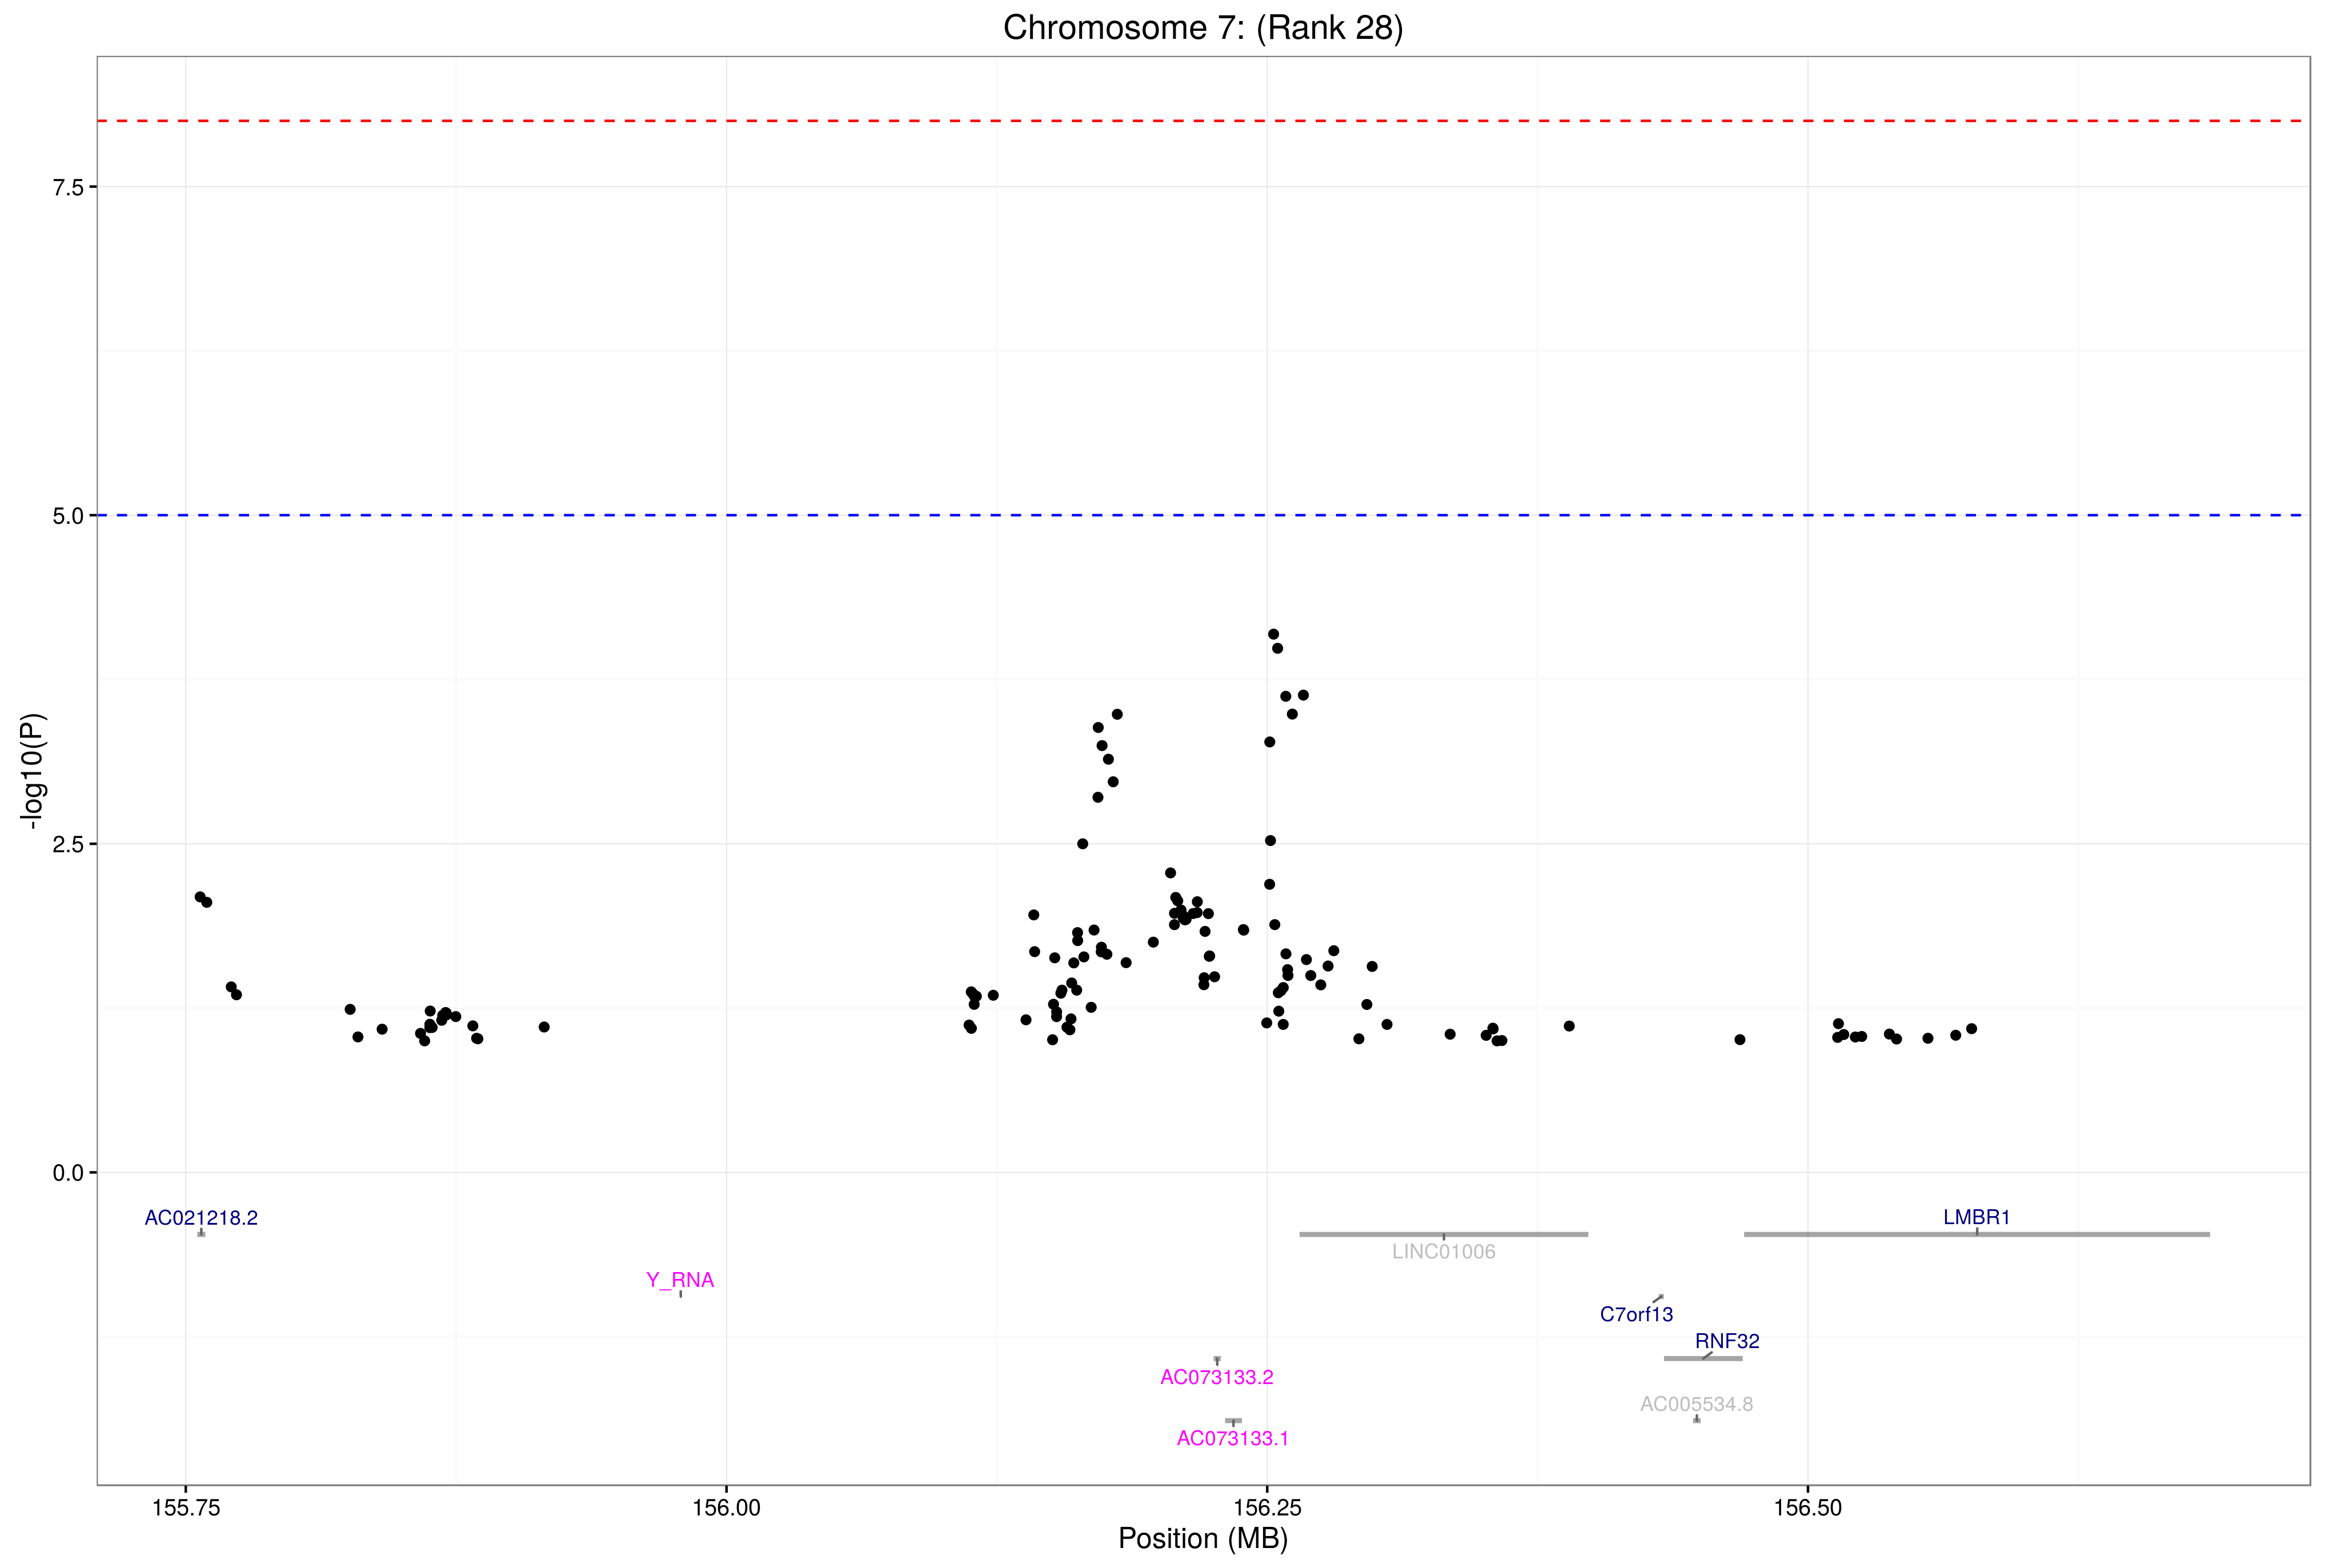 Chromosome 7: (Rank 28)
7.5
5.0
2.5
0.0
-log10(P)
AC021218.2
LMBR1
LINC01006
Y_RNA
C7orf13
RNF32
AC073133.2
AC005534.8
AC073133.1
155.75 156.00 156.25 156.50
Position (MB)